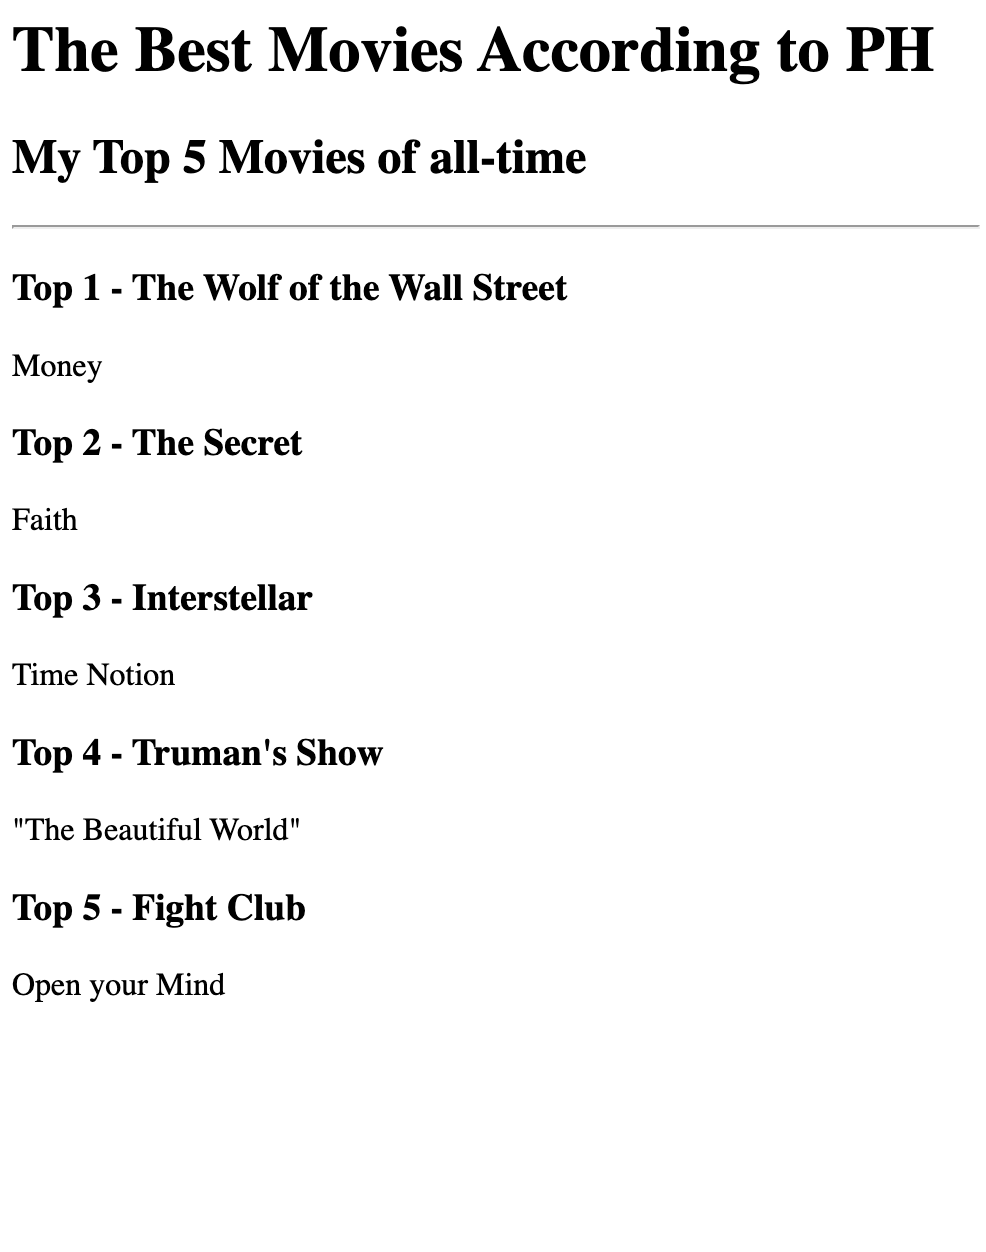 The Best Movies According to PH
My Top 5 Movies of all-time
Top 1 - The Wolf of the Wall Street
Money
Top 2 - The Secret
Faith
Top 3 - Interstellar
Time Notion
Top 4 - Truman's Show
"The Beautiful World"
Top 5 - Fight Club
Open your Mind